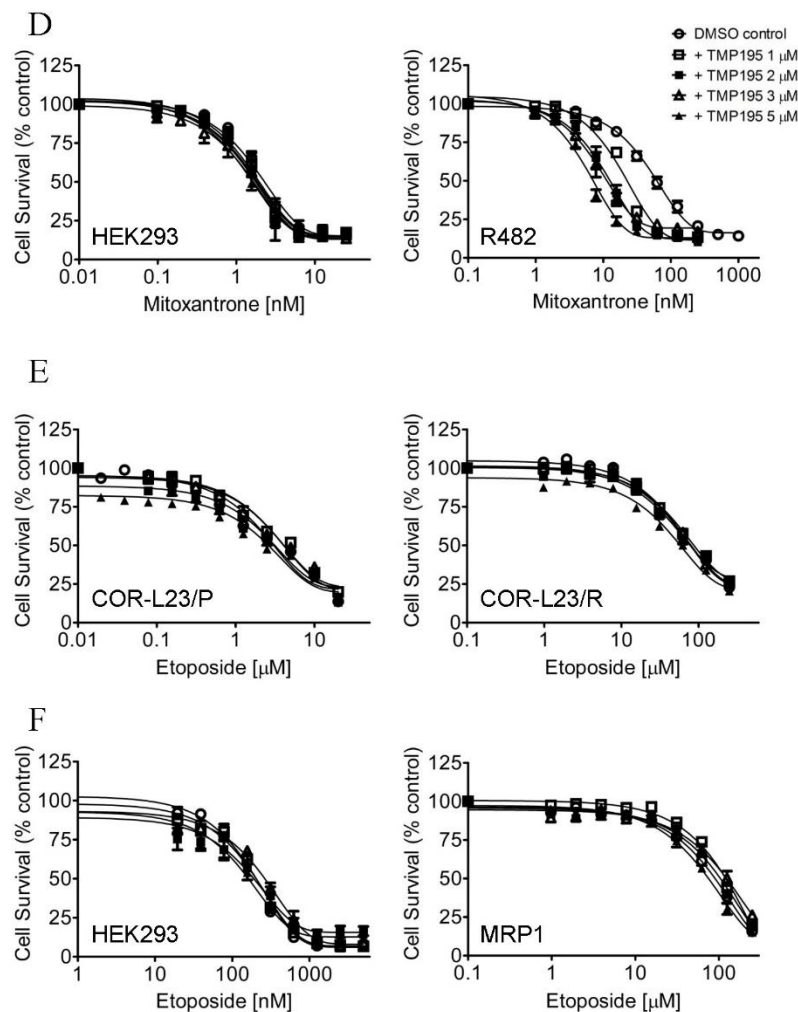 D
DMSO control
+ TMP195 1 μM
+ TMP195 2 μM
+ TMP195 3 μM
+ TMP195 5 μM
Cell Survival (% control)
125
100
75
50
25
0
HEK293
0.01 0.1 1 10
Mitoxantrone [nM]
Cell Survival (% control)
125
100
75
50
25
0
R482
0.1 1 10 100 1000
Mitoxantrone [nM]
E
Cell Survival (% control)
125
100
75
50
25
0
COR-L23/P
0.01 0.1 1 10
Etoposide [μM]
Cell Survival (% control)
125
100
75
50
25
0
COR-L23/R
0.1 1 10 100
Etoposide [μM]
F
Cell Survival (% control)
125
100
75
50
25
0
HEK293
1 10 100 1000
Etoposide [nM]
Cell Survival (% control)
125
100
75
50
25
0
MRP1
0.1 1 10 100
Etoposide [μM]